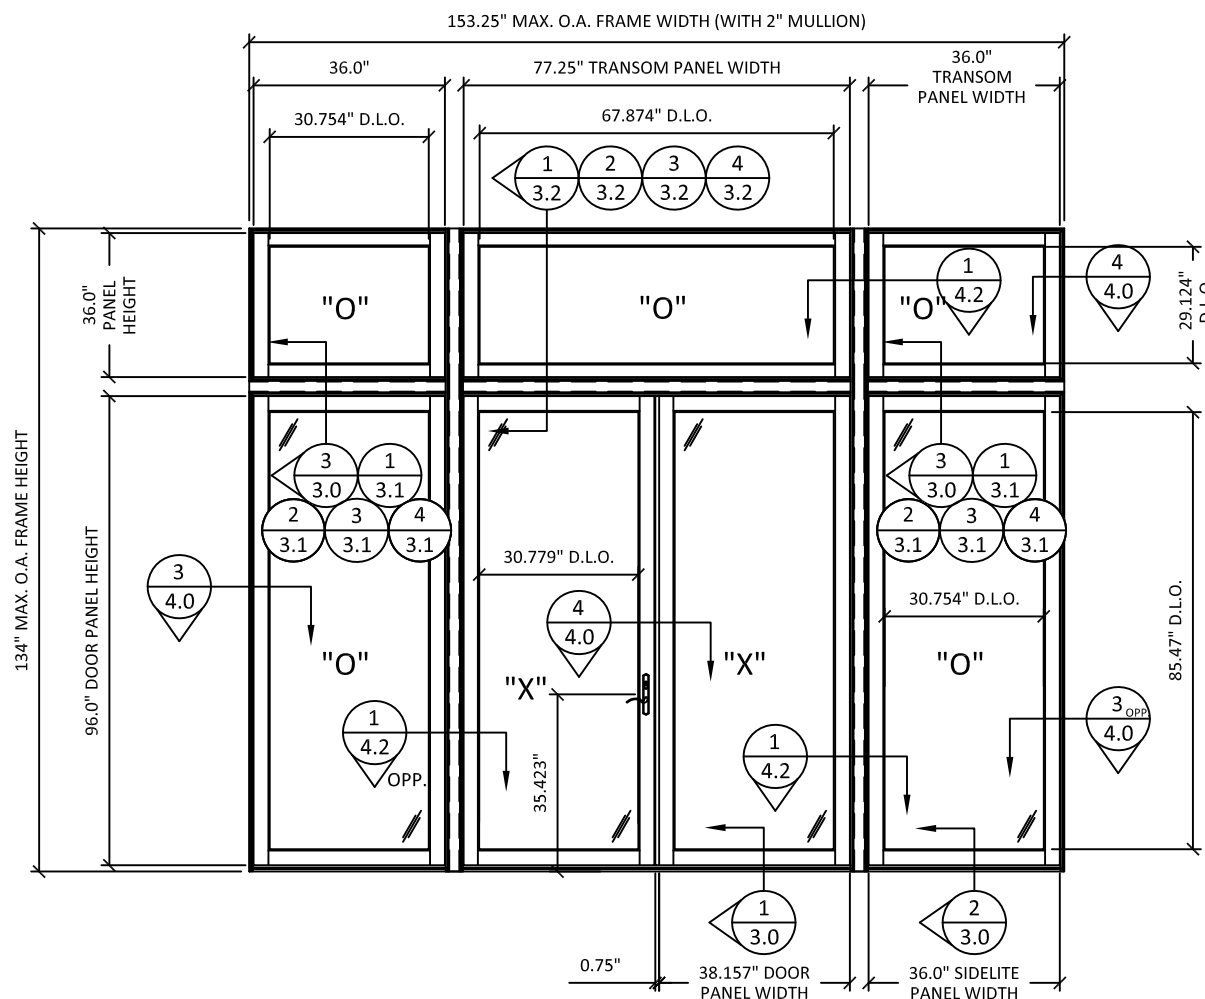 153.25" MAX. O.A. FRAME WIDTH (WITH 2" MULLION)
36.0"
77.25" TRANSOM PANEL WIDTH
36.0"
TRANSOM
PANEL WIDTH
30.754" D.L.O.
67.874" D.L.O.
1 2 3 4
3.2 3.2 3.2 3.2
36.0"
PANEL
HEIGHT
"O"
"O"
"O"
1
4.2
4
4.0
29.124"
D.L.O.
134" MAX. O.A. FRAME HEIGHT
96.0" DOOR PANEL HEIGHT
3 1
3.0 3.1
2 3 4
3.1 3.1 3.1
3 1
3.0 3.1
2 3 4
3.1 3.1 3.1
30.779" D.L.O.
30.754" D.L.O.
85.47" D.L.O.
3
4.0
4
4.0
"O"
"X"
"X"
"O"
1
4.2
OPP.
35.423"
1
4.2
3 OPP.
4.0
1
3.0
2
3.0
0.75"
38.157" DOOR
PANEL WIDTH
36.0" SIDELITE
PANEL WIDTH